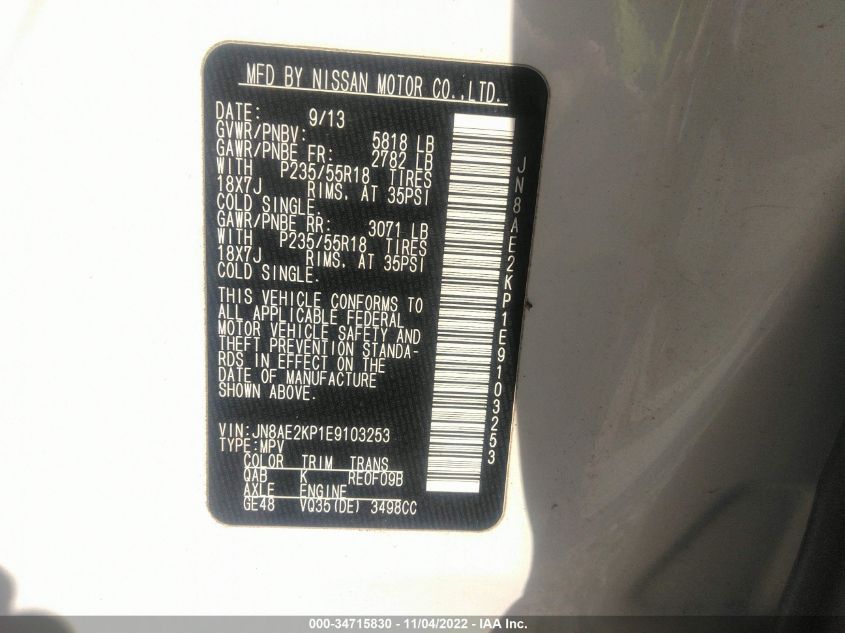 MFD BY NISSAN MOTOR CO.,LTD.
DATE: 9/13
GVWR/PNBV: 5818 LB
GAWR/PNBE FR: 2782 LB
WITH P235/55R18 TIRES
18X7J RIMS, AT 35PSI
COLD SINGLE.
GAWR/PNBE RR: 3071 LB
WITH P235/55R18 TIRES
18X7J RIMS, AT 35PSI
COLD SINGLE.
THIS VEHICLE CONFORMS TO
ALL APPLICABLE FEDERAL
MOTOR VEHICLE SAFETY AND
THEFT PREVENTION STANDA-
RDS IN EFFECT ON THE
DATE OF MANUFACTURE
SHOWN ABOVE.
VIN:JN8AE2KP1E9103253
TYPE:MPV
COLOR TRIM TRANS
QAB K RE0F09B
AXLE ENGINE
GE48 VQ35(DE) 3498CC
JN8AE2KP1E9103253
000-34715830 - 11/04/2022 - IAA Inc.